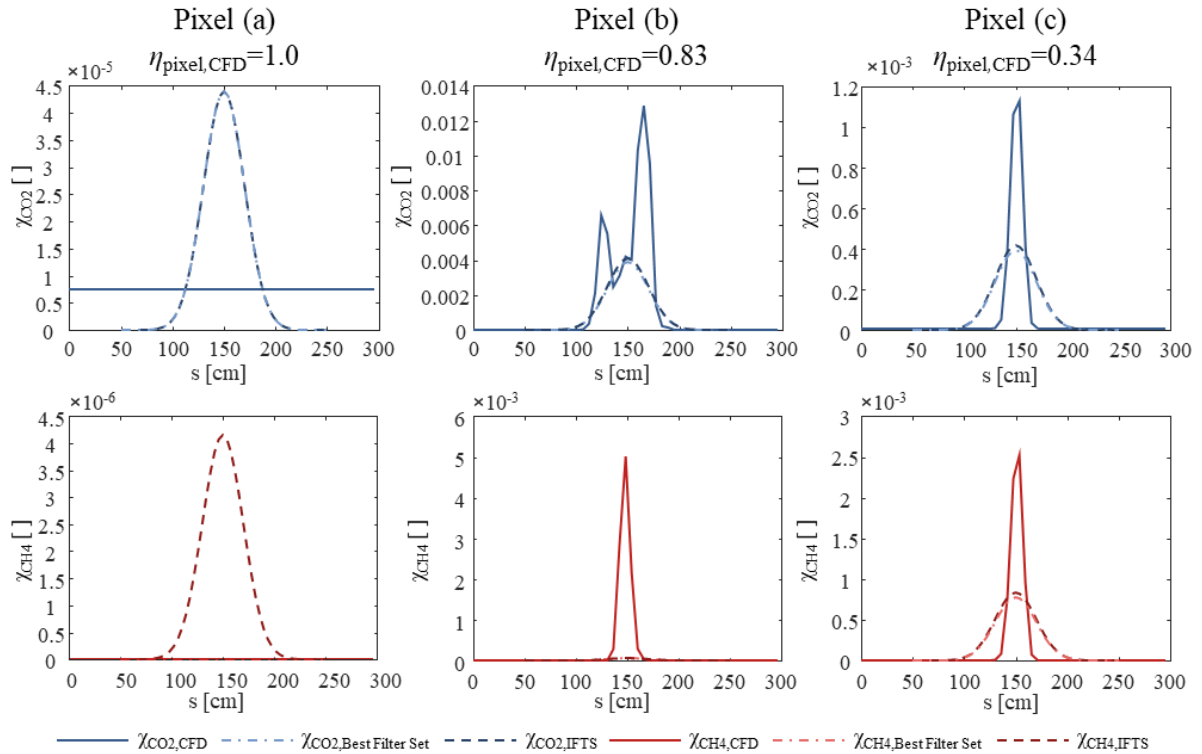 Pixel (a) Pixel (b) Pixel (c)
η pixel,CFD=1.0 η pixel,CFD=0.83 η pixel,CFD=0.34
×10⁻⁵ ×10⁻³
4.5 0.014 1.2
4 0.012 1.0
3.5 0.01 0.8
3 0.008 0.6
2.5 0.006 0.4
2 0.004 0.2
1.5 0.002 0
1 0
0.5
0
χCO2 [ ] χCO2 [ ] χCO2 [ ]
0 50 100 150 200 250 300 0 50 100 150 200 250 300 0 50 100 150 200 250 300
s [cm] s [cm] s [cm]
×10⁻⁶ ×10⁻³ ×10⁻³
4.5 6 3
4 5 2.5
3.5 4 2
3 3 1.5
2.5 2 1
2 1 0.5
1.5 0 0
1
0.5
0
χCH4 [ ] χCH4 [ ] χCH4 [ ]
0 50 100 150 200 250 300 0 50 100 150 200 250 300 0 50 100 150 200 250 300
s [cm] s [cm] s [cm]
χCO2,CFD χCO2,Best Filter Set χCO2,IFTS χCH4,CFD χCH4,Best Filter Set χCH4,IFTS